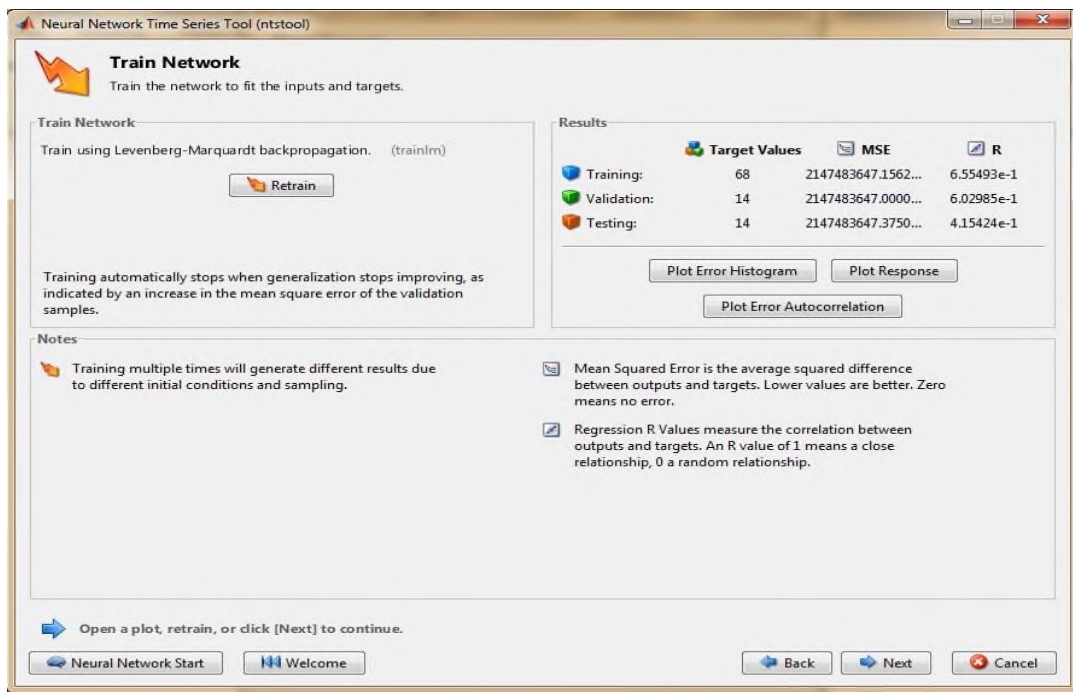 Neural Network Time Series Tool (ntstool)
Train Network
Train the network to fit the inputs and targets.
Train Network
Train using Levenberg-Marquardt backpropagation. (trainlm)
Retrain
Training automatically stops when generalization stops improving, as
indicated by an increase in the mean square error of the validation
samples.
Results
Target Values MSE R
Training: 68 2147483647.1562... 6.55493e-1
Validation: 14 2147483647.0000... 6.02985e-1
Testing: 14 2147483647.3750... 4.15424e-1
Plot Error Histogram Plot Response
Plot Error Autocorrelation
Notes
Training multiple times will generate different results due
to different initial conditions and sampling.
Mean Squared Error is the average squared difference
between outputs and targets. Lower values are better. Zero
means no error.
Regression R Values measure the correlation between
outputs and targets. An R value of 1 means a close
relationship, 0 a random relationship.
Open a plot, retrain, or click [Next] to continue.
Neural Network Start Welcome Back Next Cancel